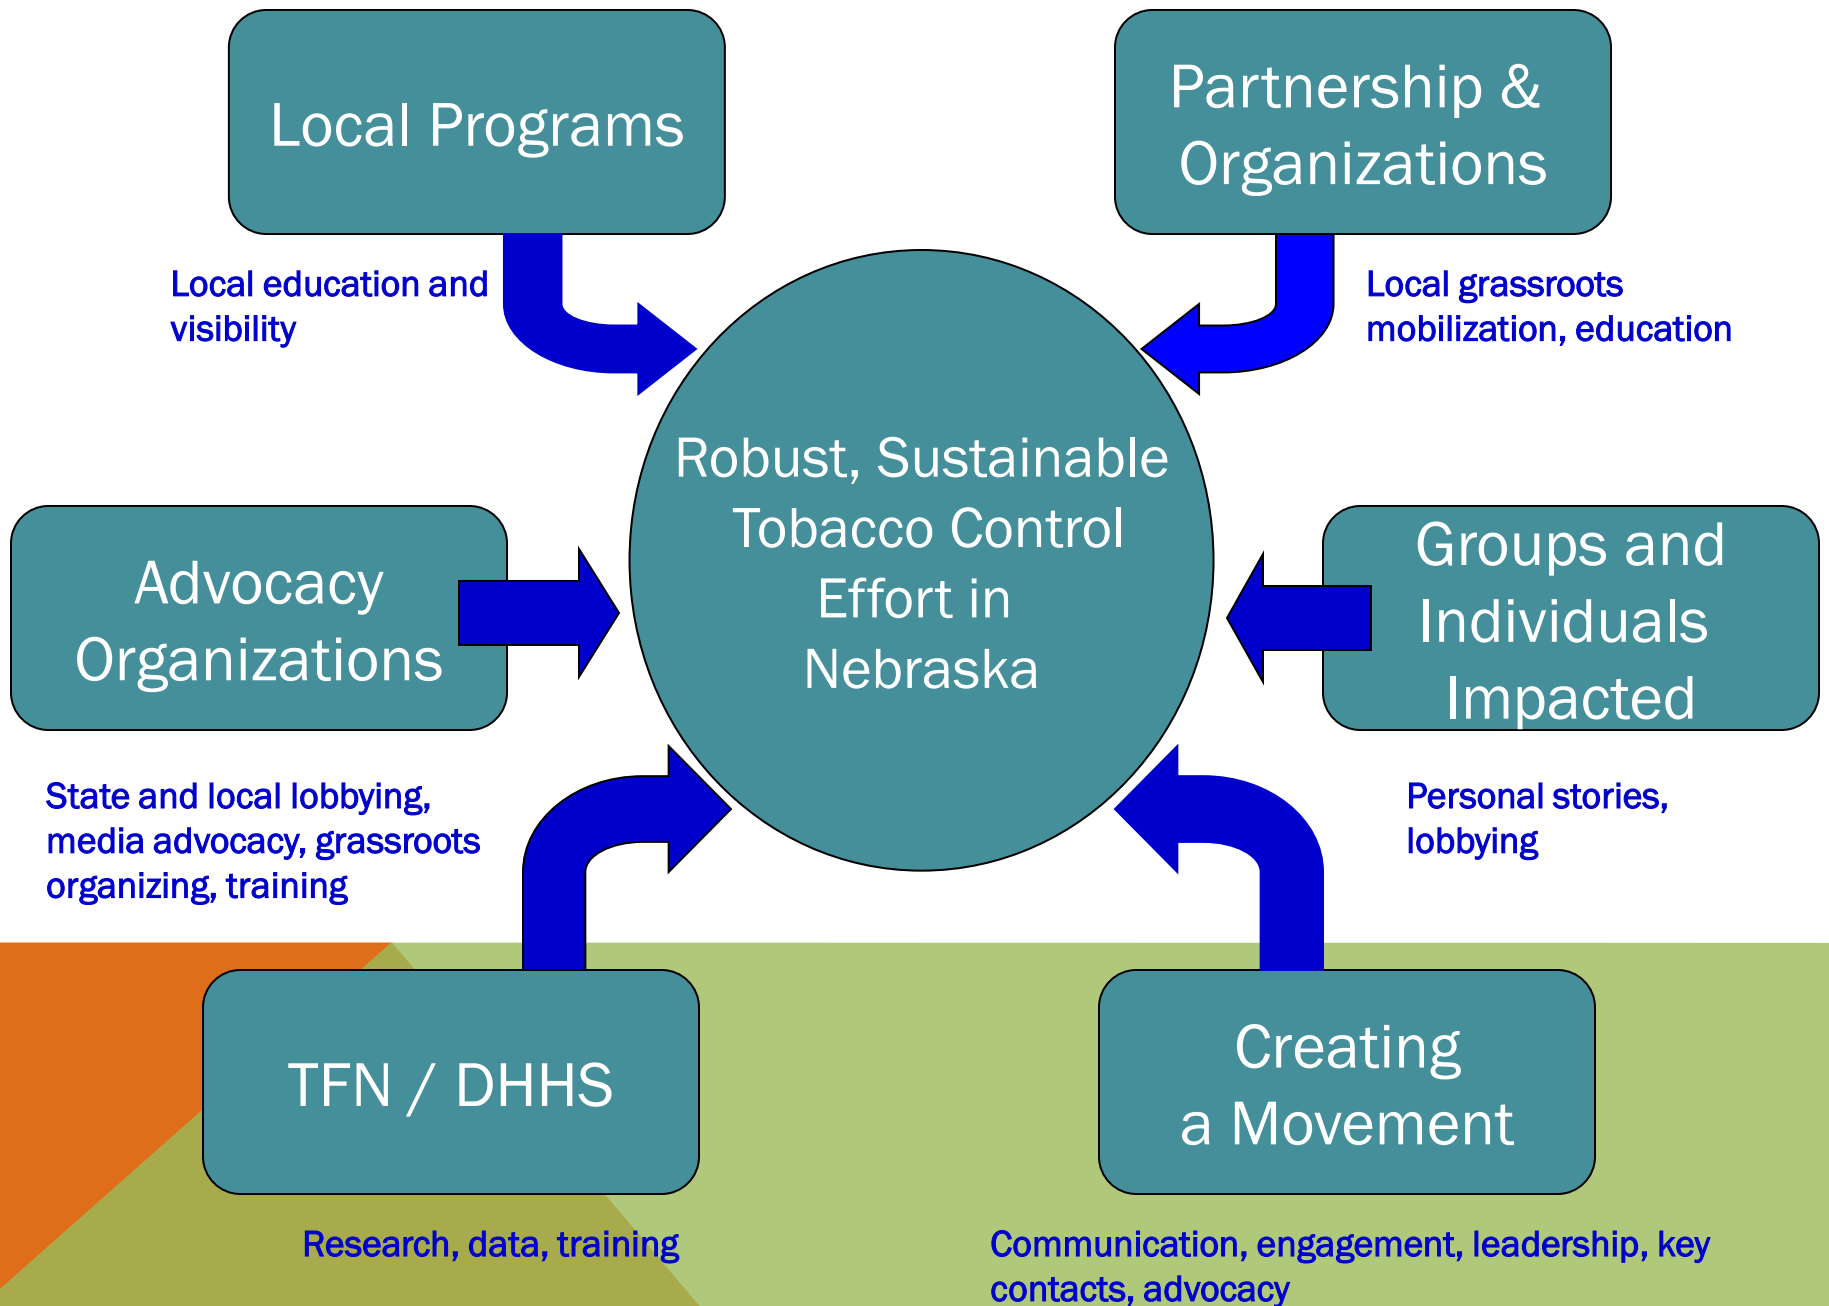 Local Programs
Partnership &
Organizations
Local education and
visibility
Local grassroots
mobilization, education
Robust, Sustainable
Tobacco Control
Effort in
Nebraska
Advocacy
Organizations
Groups and
Individuals
Impacted
State and local lobbying,
media advocacy, grassroots
organizing, training
Personal stories,
lobbying
TFN / DHHS
Creating
a Movement
Research, data, training
Communication, engagement, leadership, key
contacts, advocacy